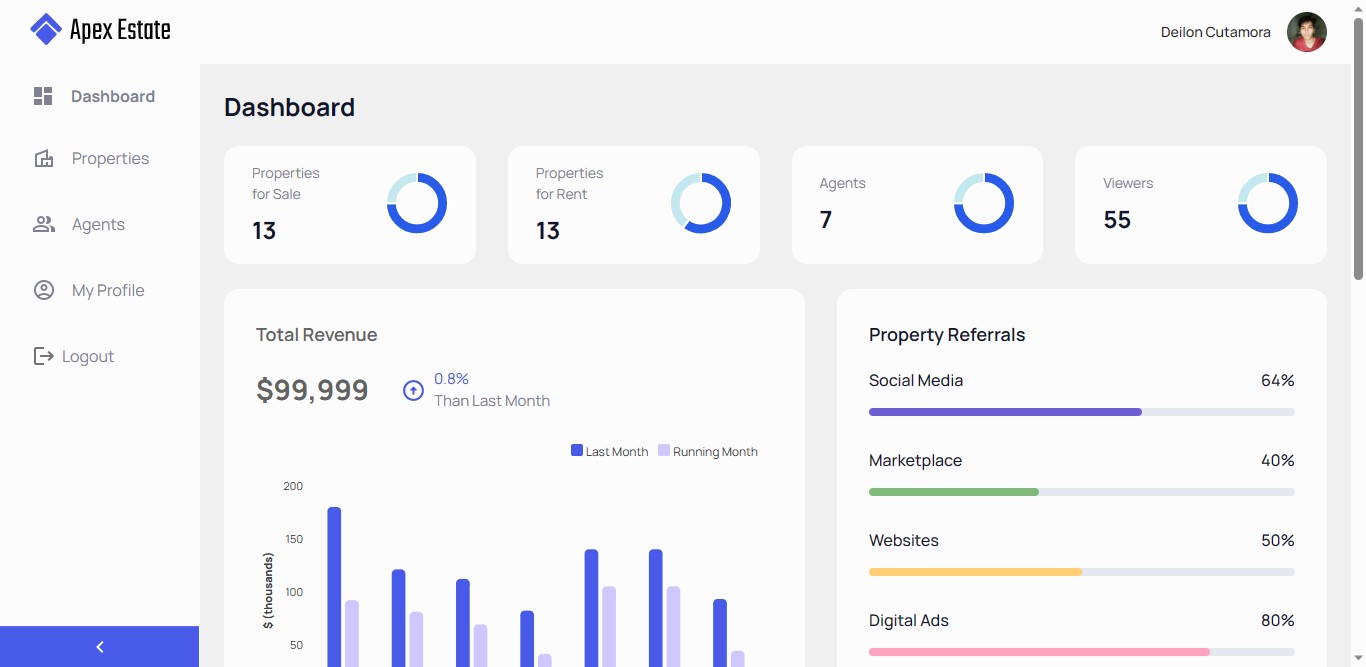 Apex Estate
Deilon Cutamora
Dashboard
Properties
Agents
My Profile
Logout
Dashboard
Properties
for Sale
13
Properties
for Rent
13
Agents
7
Viewers
55
Total Revenue
$99,999
0.8%
Than Last Month
Last Month
Running Month
200
150
100
50
$ (thousands)
Property Referrals
Social Media
64%
Marketplace
40%
Websites
50%
Digital Ads
80%